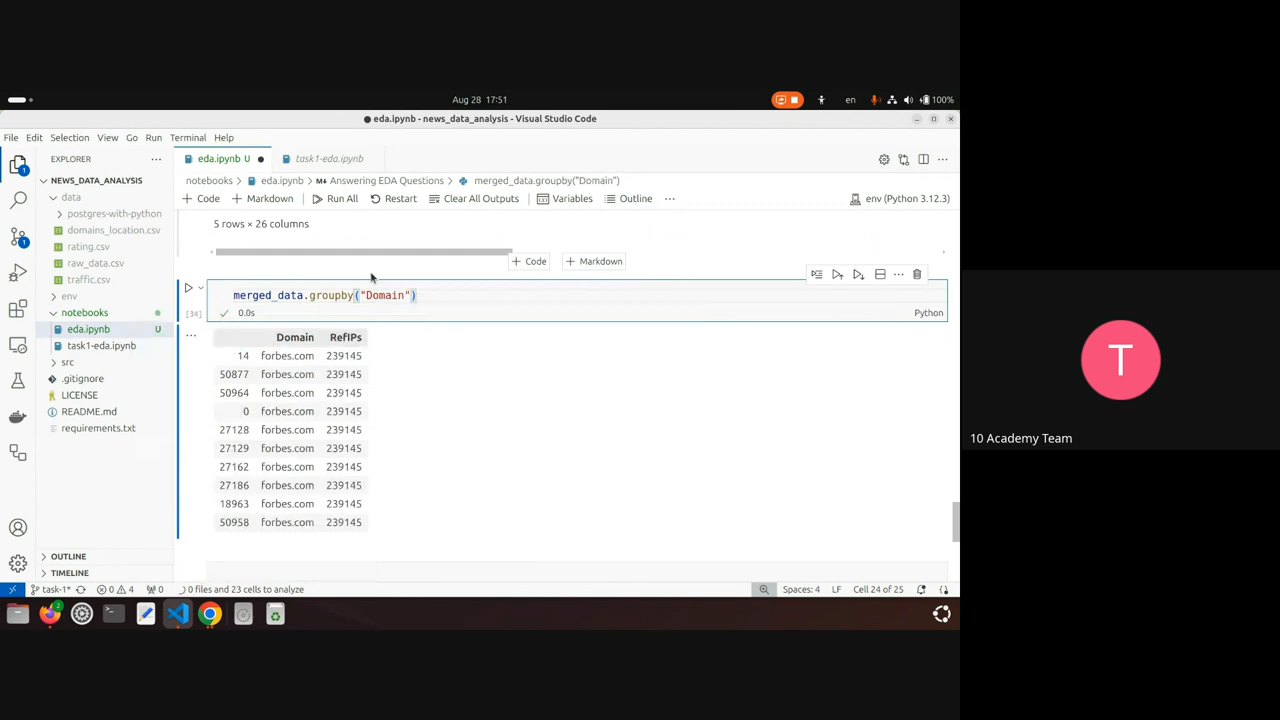 Aug 28 17:51
en
100%
eda.ipynb - news_data_analysis - Visual Studio Code
File Edit Selection View Go Run Terminal Help
EXPLORER
eda.ipynb U
task1-eda.ipynb
NEWS_DATA_ANALYSIS
notebooks > eda.ipynb > M Answering EDA Questions > merged_data.groupby("Domain")
+ Code + Markdown Run All Restart Clear All Outputs Variables Outline ... env (Python 3.12.3)
data
postgres-with-python
domains_location.csv
rating.csv
raw_data.csv
traffic.csv
env
notebooks
eda.ipynb U
task1-eda.ipynb
src
.gitignore
LICENSE
README.md
requirements.txt
OUTLINE
TIMELINE
5 rows × 26 columns
+ Code + Markdown
merged_data.groupby("Domain")
[34] 0.0s Python
Domain RefIPs
14 forbes.com 239145
50877 forbes.com 239145
50964 forbes.com 239145
0 forbes.com 239145
27128 forbes.com 239145
27129 forbes.com 239145
27162 forbes.com 239145
27186 forbes.com 239145
18963 forbes.com 239145
50958 forbes.com 239145
task-1* 0 4 0 0 files and 23 cells to analyze Spaces: 4 LF Cell 24 of 25
T
10 Academy Team